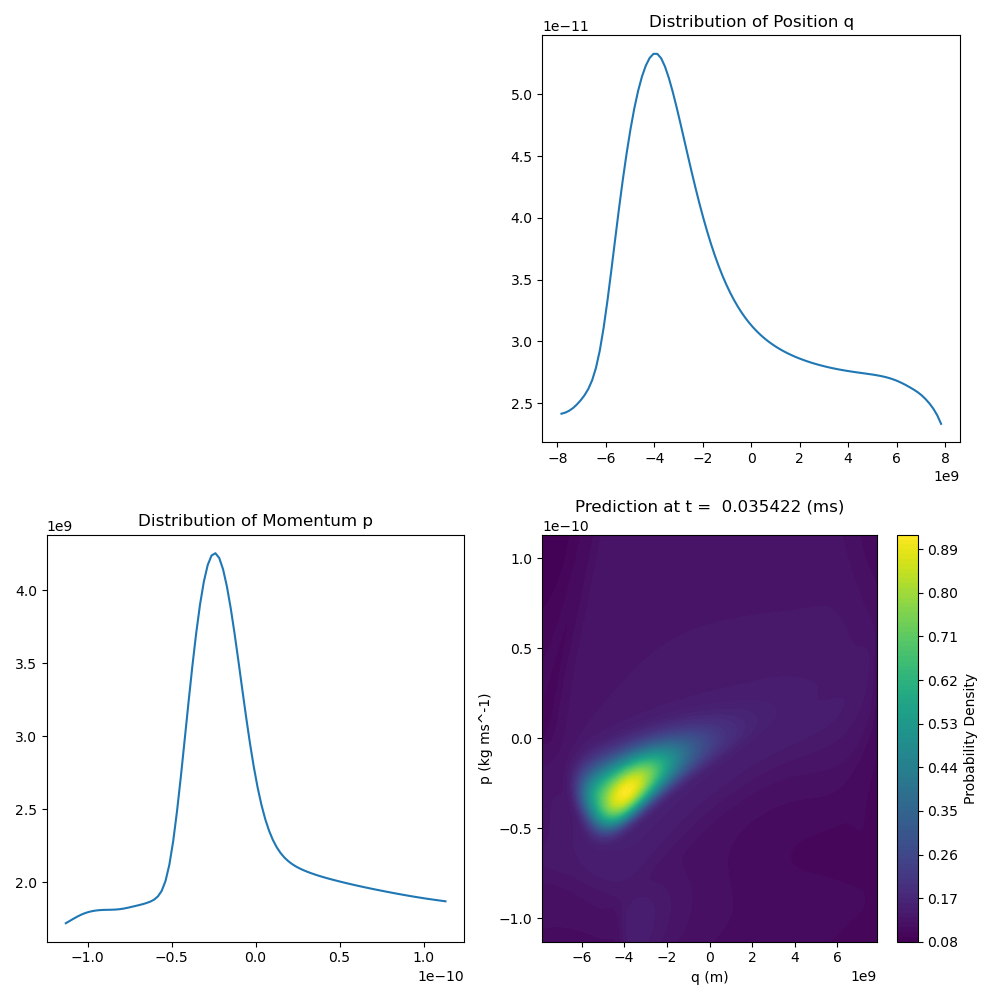 Distribution of Position q
1e−11
5.0
4.5
4.0
3.5
3.0
2.5
−8 −6 −4 −2 0 2 4 6 8
1e9
Distribution of Momentum p
1e9
4.0
3.5
3.0
2.5
2.0
−1.0 −0.5 0.0 0.5 1.0
1e−10
Prediction at t =  0.035422 (ms)
1e−10
1.0
0.5
0.0
−0.5
−1.0
p (kg ms^-1)
−6 −4 −2 0 2 4 6
q (m)
1e9
0.89
0.80
0.71
0.62
0.53
0.44
0.35
0.26
0.17
0.08
Probability Density